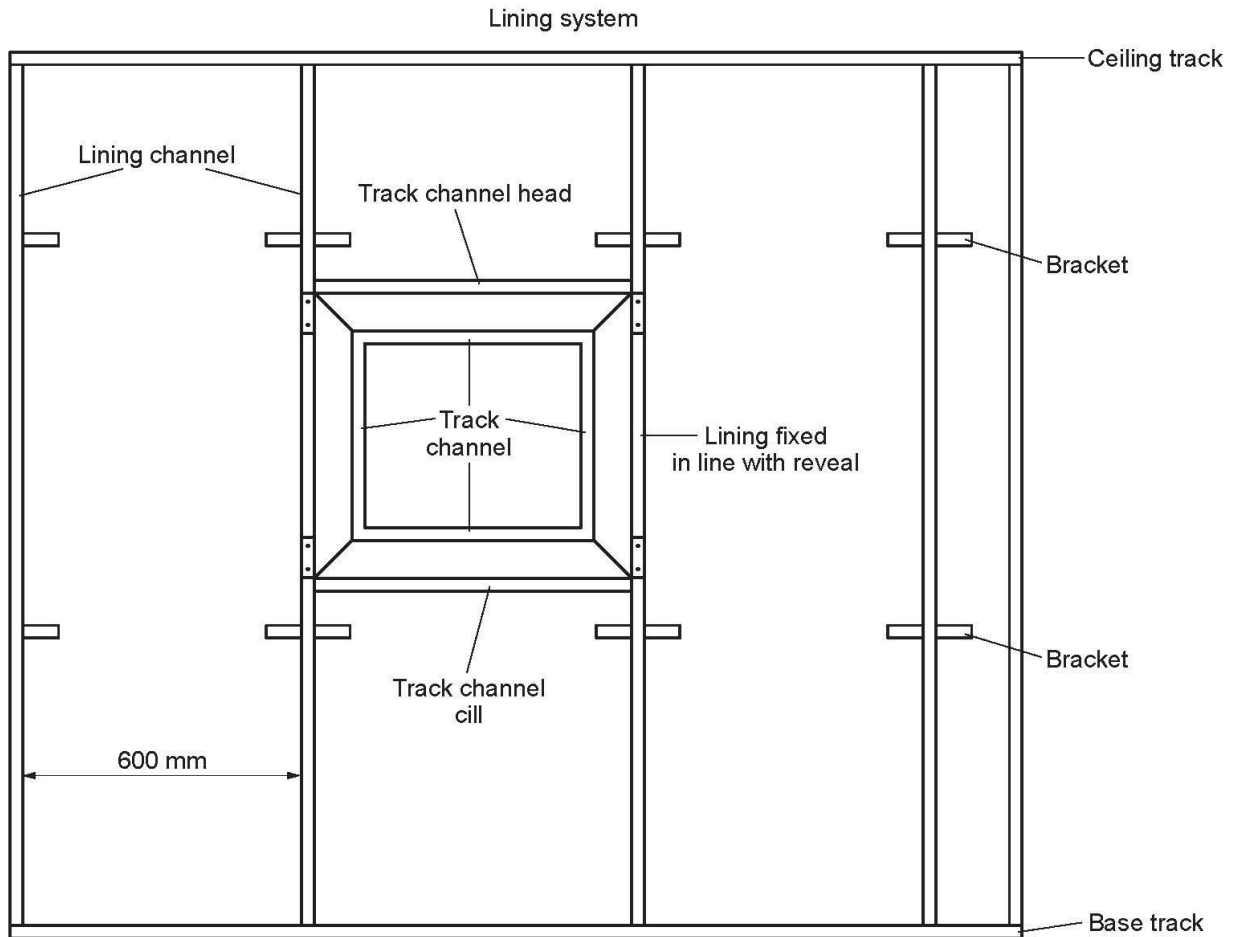 Lining system
Ceiling track
Lining channel
Track channel head
Bracket
Track
channel
Lining fixed
in line with reveal
Bracket
Track channel
cill
600 mm
Base track